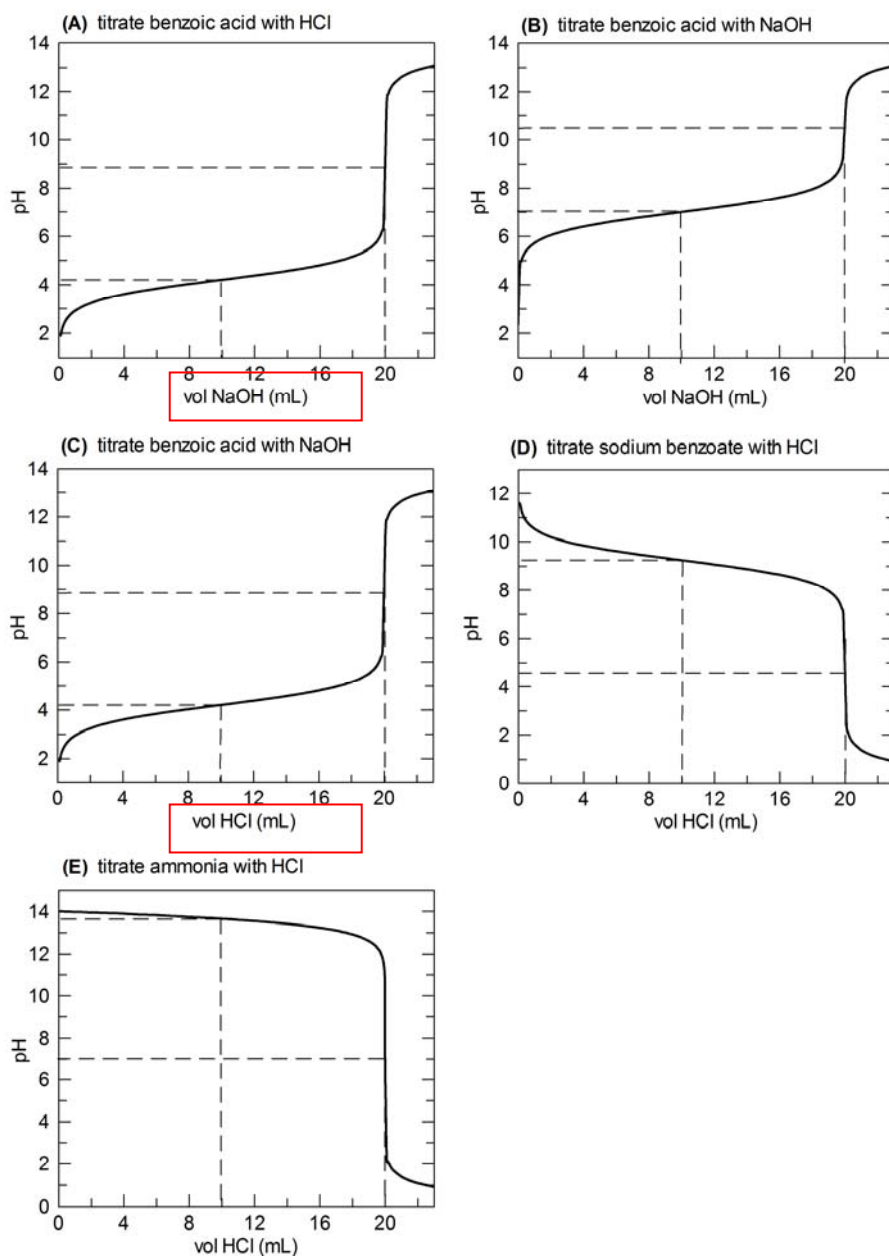 (A) titrate benzoic acid with HCl
14
12
10
8
6
4
2
pH
0 4 8 12 16 20
vol NaOH (mL)
(B) titrate benzoic acid with NaOH
14
12
10
8
6
4
2
pH
0 4 8 12 16 20
vol NaOH (mL)
(C) titrate benzoic acid with NaOH
14
12
10
8
6
4
2
pH
0 4 8 12 16 20
vol HCl (mL)
(D) titrate sodium benzoate with HCl
12
10
8
6
4
2
0
pH
0 4 8 12 16 20
vol HCl (mL)
(E) titrate ammonia with HCl
14
12
10
8
6
4
2
0
pH
0 4 8 12 16 20
vol HCl (mL)